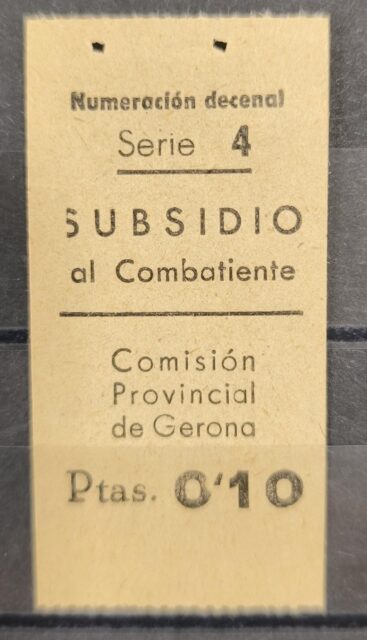 Numeración decenal
Serie 4
SUBSIDIO
al Combatiente
Comisión
Provincial
de Gerona
Ptas. 0'10